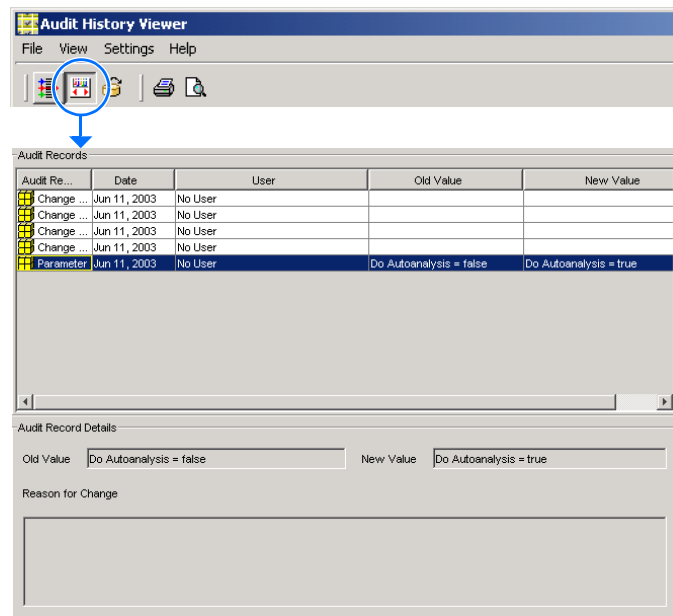 Audit History Viewer
File View Settings Help
Audit Records
Audit Re... Date User Old Value New Value
Change ... Jun 11, 2003 No User
Change ... Jun 11, 2003 No User
Change ... Jun 11, 2003 No User
Change ... Jun 11, 2003 No User
Parameter Jun 11, 2003 No User Do Autoanalysis = false Do Autoanalysis = true
Audit Record Details
Old Value Do Autoanalysis = false New Value Do Autoanalysis = true
Reason for Change